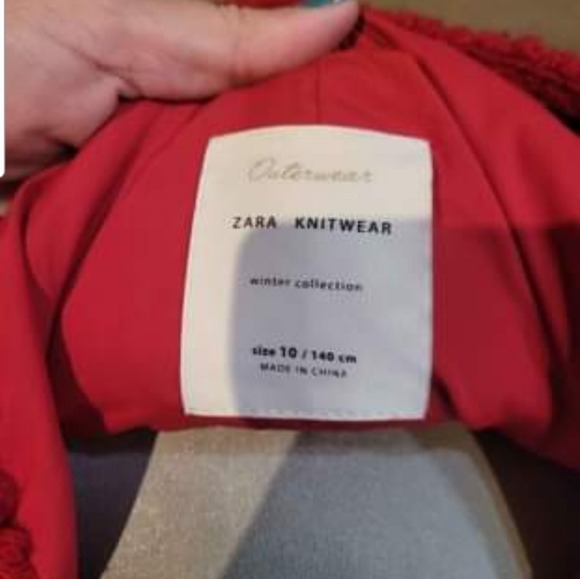 Outerwear
ZARA KNITWEAR
winter collection
size 10 / 140 cm
MADE IN CHINA